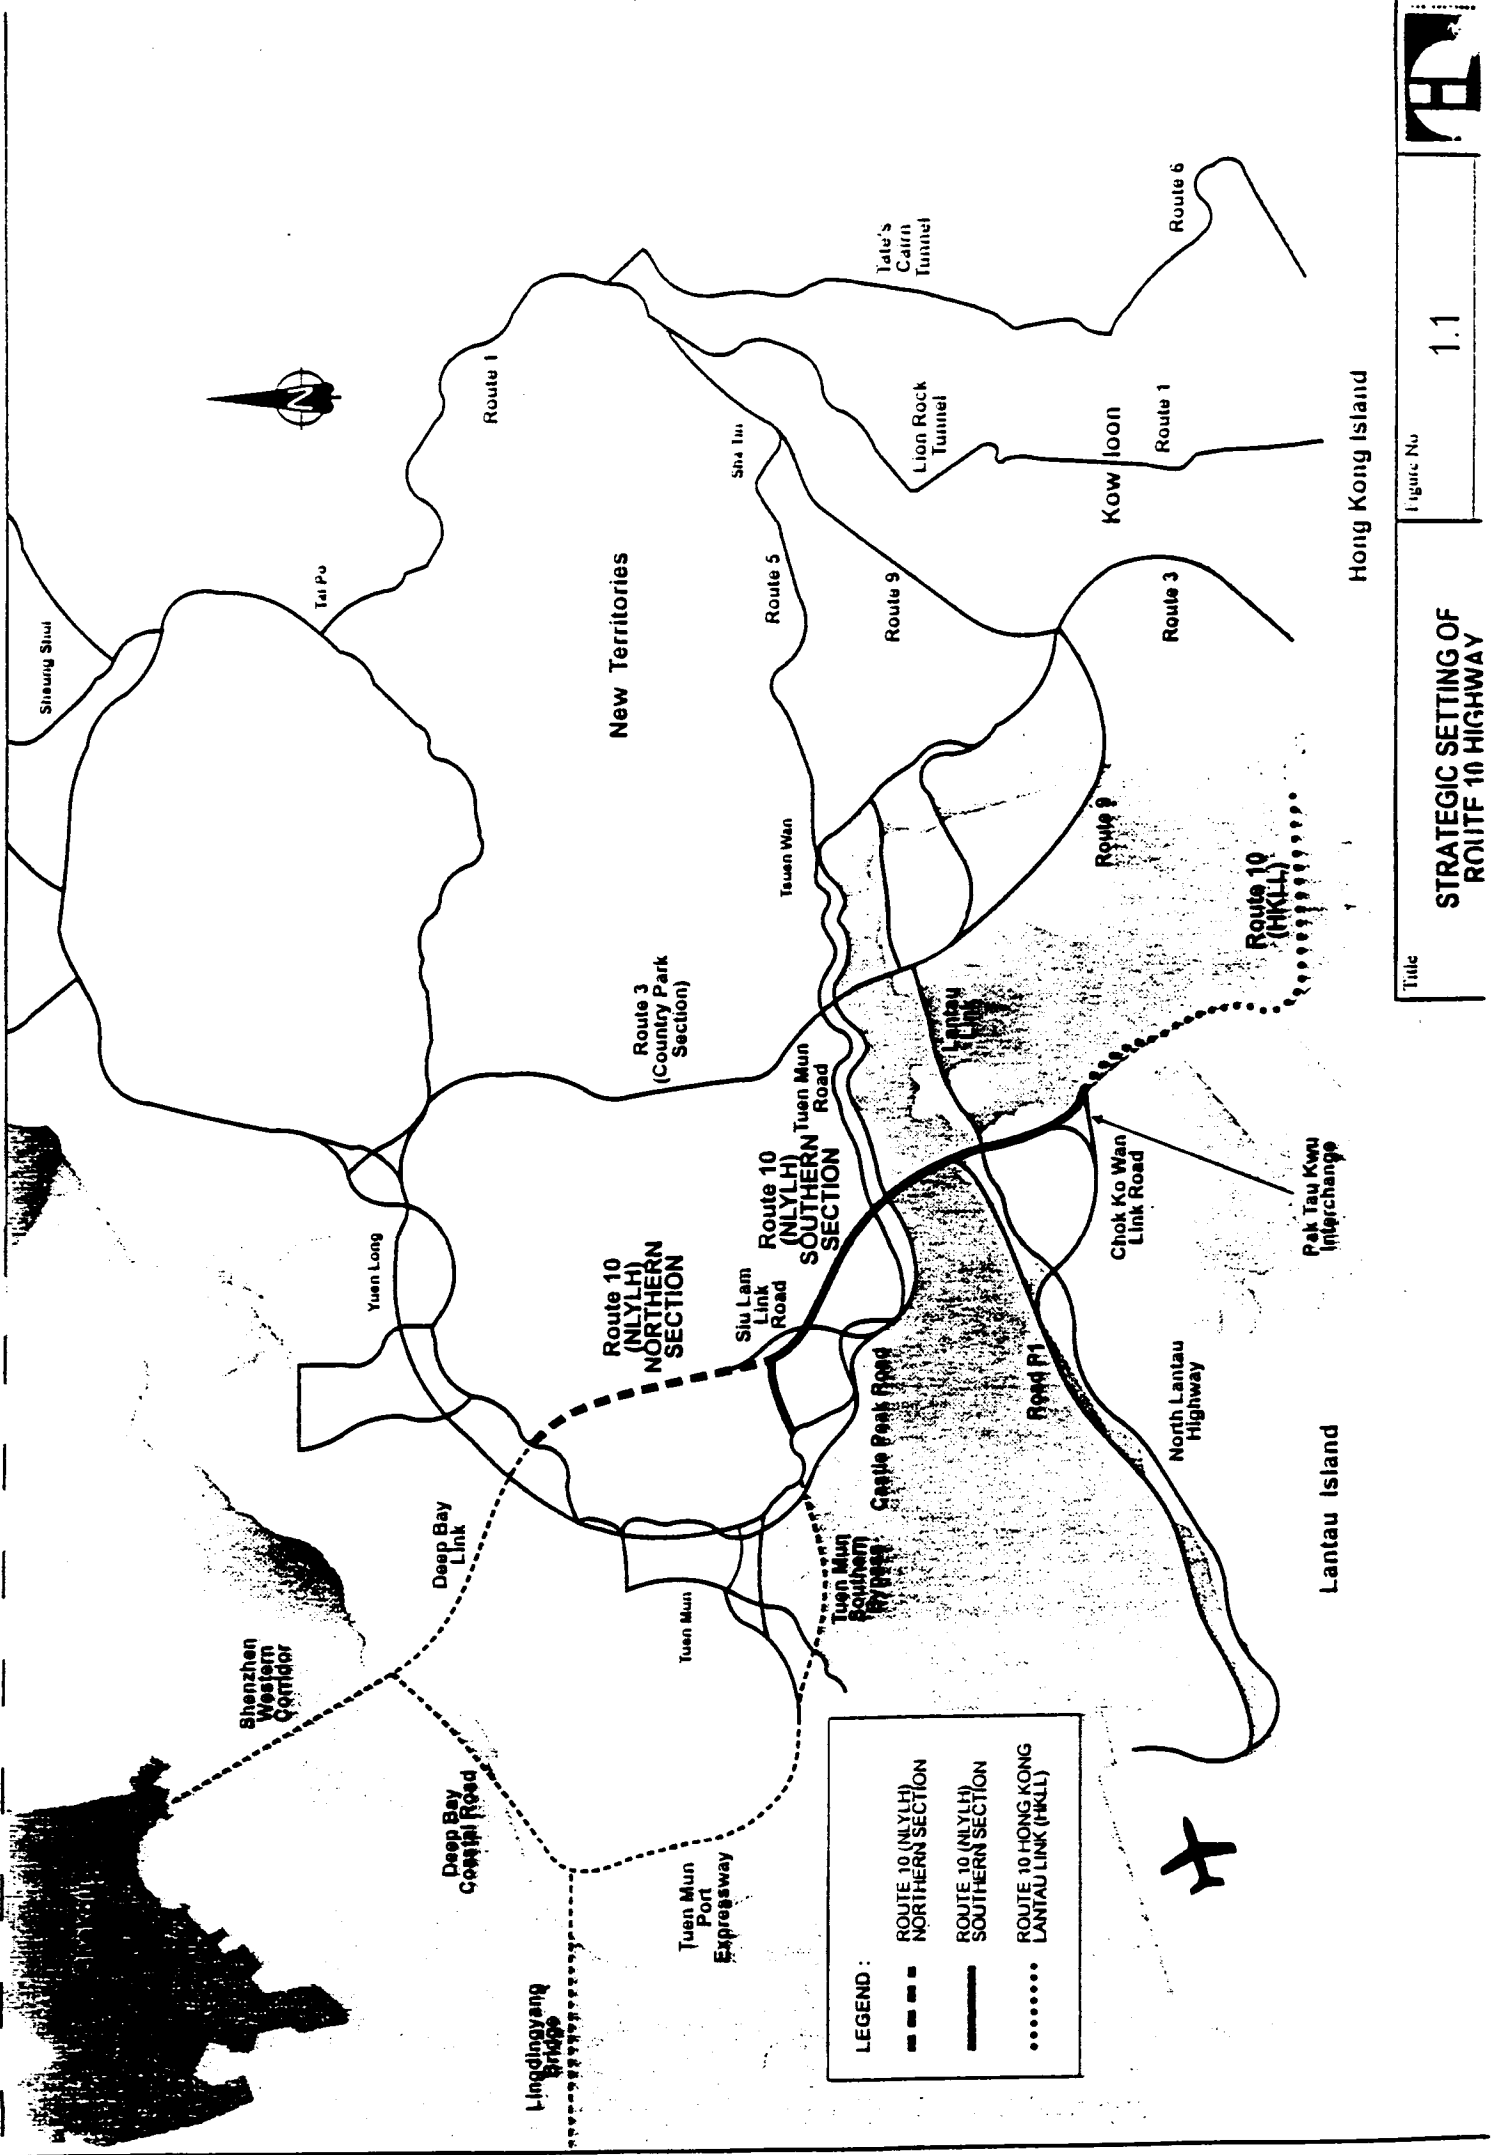 Sheung Shui
Tai Po
Route 1
Shenzhen
Western
Corridor
Deep Bay
Link
Yuen Long
Deep Bay
Coastal Road
Lingdingyang
Bridge
Route 10
(NLYLH)
NORTHERN
SECTION
Route 3
(Country Park
Section)
New Territories
Sha Tin
Tuen Mun
Port
Expressway
Tuen Mun
Siu Lam
Link
Road
Route 10
(NLYLH)
SOUTHERN
SECTION
Tuen Mun
Road
Tsuen Wan
Route 5
Tate's
Cairn
Tunnel
Tuen Mun
Southern
Bypass
Castle Peak Road
Lantau
Link
Route 9
Lion Rock
Tunnel
Road P1
Chok Ko Wan
Link Road
Route 9
Kowloon
Route 1
Route 6
North Lantau
Highway
Route 3
Route 10
(HKLL)
Pak Tau Kwu
Interchange
Lantau Island
Hong Kong Island
N
LEGEND :
ROUTE 10 (NLYLH)
NORTHERN SECTION
ROUTE 10 (NLYLH)
SOUTHERN SECTION
ROUTE 10 HONG KONG
LANTAU LINK (HKLL)
Title
STRATEGIC SETTING OF
ROUTE 10 HIGHWAY
Figure No
1.1